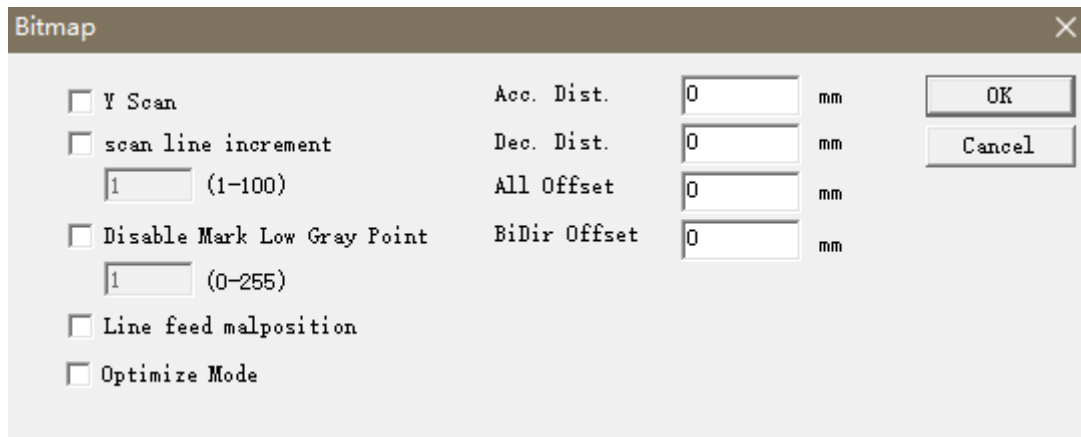 Bitmap
Y Scan
scan line increment
1 (1-100)
Disable Mark Low Gray Point
1 (0-255)
Line feed malposition
Optimize Mode
Acc. Dist. 0 mm
Dec. Dist. 0 mm
All Offset 0 mm
BiDir Offset 0 mm
OK
Cancel